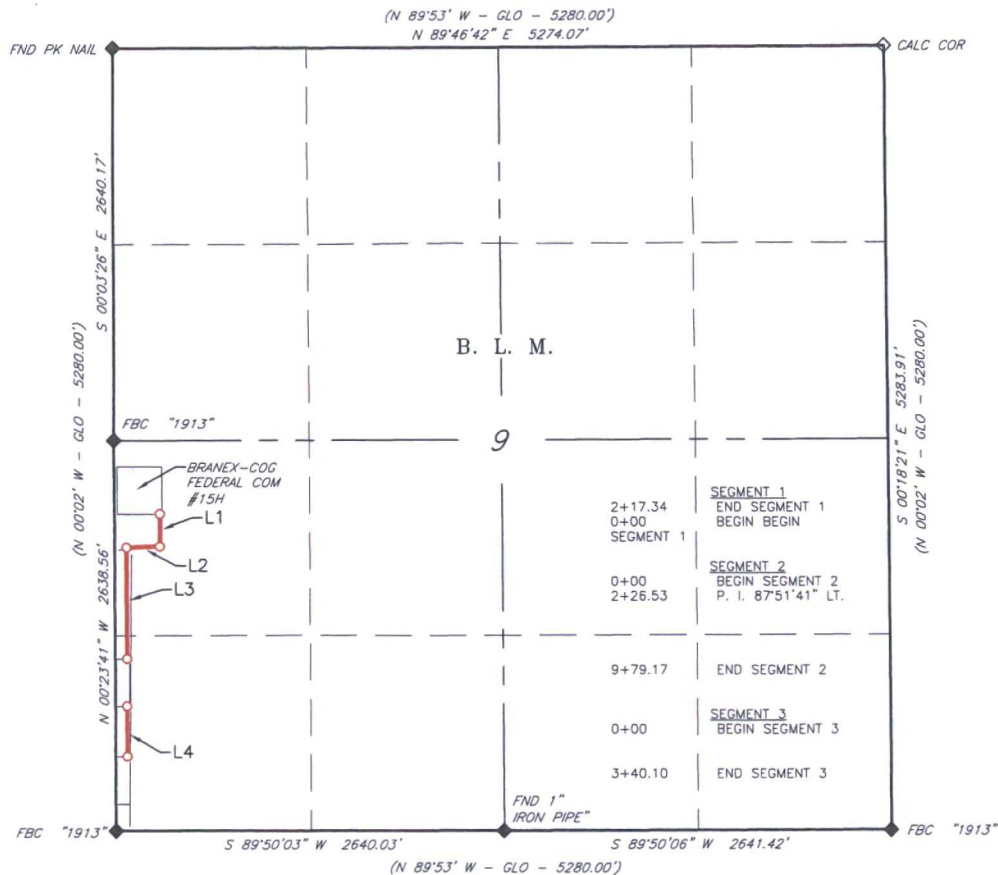 (N 89°53' W - GLO - 5280.00')
N 89°46'42" E 5274.07'
FND PK NAIL
CALC COR
S 00°03'26" E 2640.17'
(N 00°02' W - GLO - 5280.00')
B. L. M.
S 00°18'21" E 5283.91'
(N 00°02' W - GLO - 5280.00')
FBC "1913"
9
BRANEX-COG
FEDERAL COM
#15H
L1
L2
L3
L4
N 00°23'41" W 2638.56'
SEGMENT 1
2+17.34 END SEGMENT 1
0+00 BEGIN BEGIN
SEGMENT 1
SEGMENT 2
0+00 BEGIN SEGMENT 2
2+26.53 P. I. 87°51'41" LT.
9+79.17 END SEGMENT 2
SEGMENT 3
0+00 BEGIN SEGMENT 3
3+40.10 END SEGMENT 3
FND 1"
IRON PIPE"
FBC "1913"
FBC "1913"
S 89°50'03" W 2640.03'
S 89°50'06" W 2641.42'
(N 89°53' W - GLO - 5280.00')